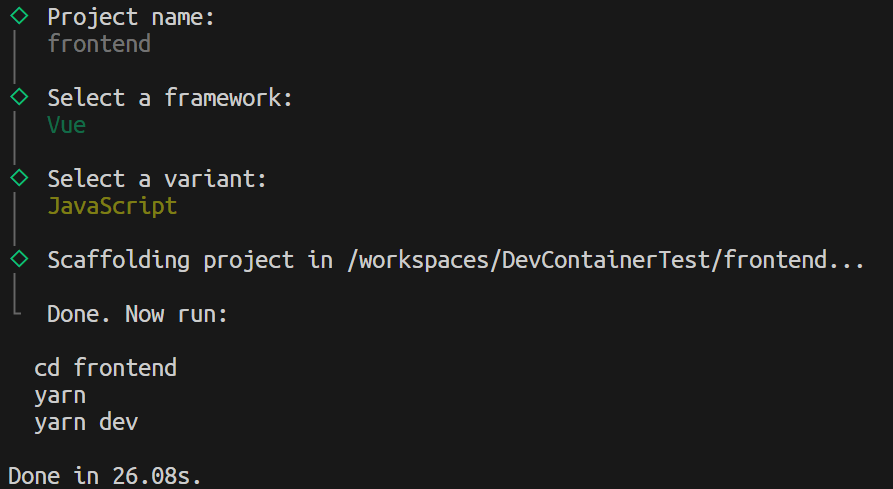 Project name:
frontend
Select a framework:
Vue
Select a variant:
JavaScript
Scaffolding project in /workspaces/DevContainerTest/frontend...
Done. Now run:
cd frontend
yarn
yarn dev
Done in 26.08s.